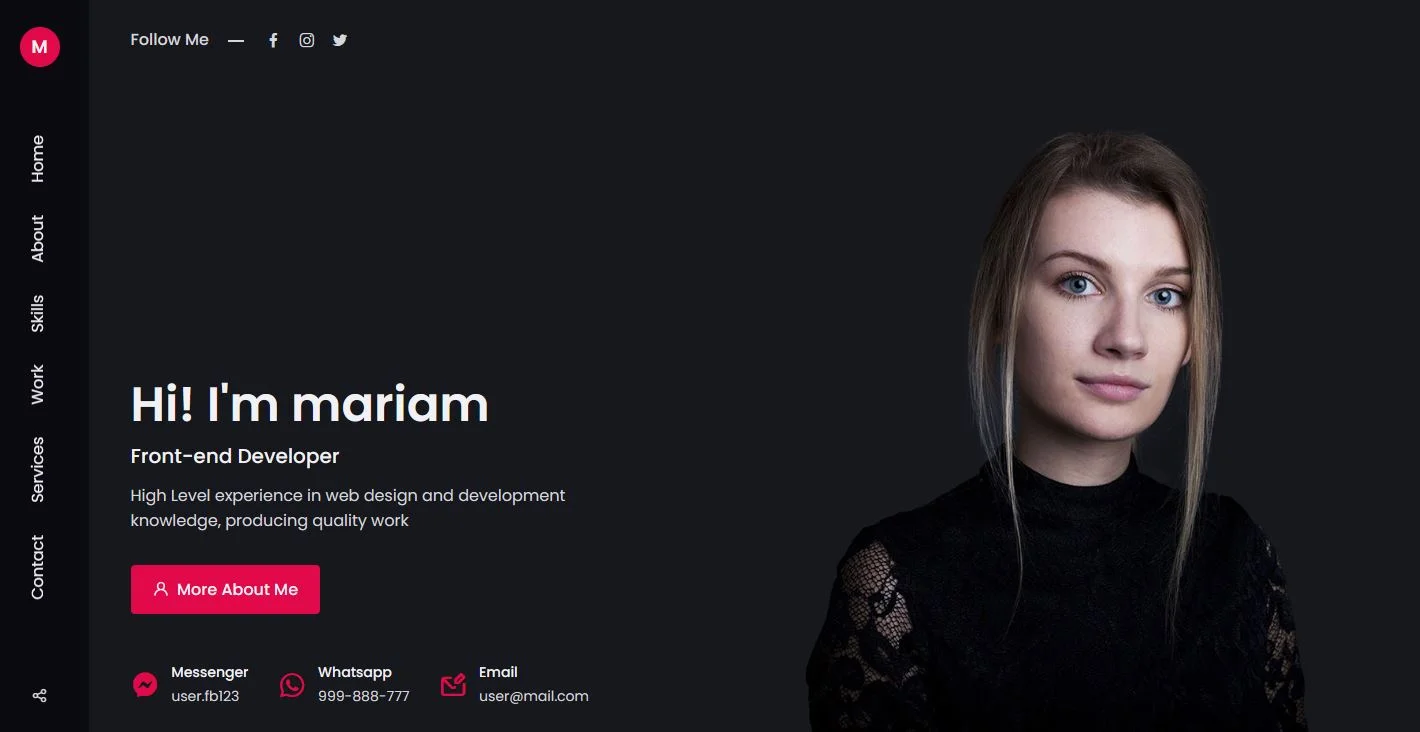 M
Follow Me
Home
About
Skills
Work
Services
Contact
Hi! I'm mariam
Front-end Developer
High Level experience in web design and development
knowledge, producing quality work
More About Me
Messenger
user.fb123
Whatsapp
999-888-777
Email
user@mail.com